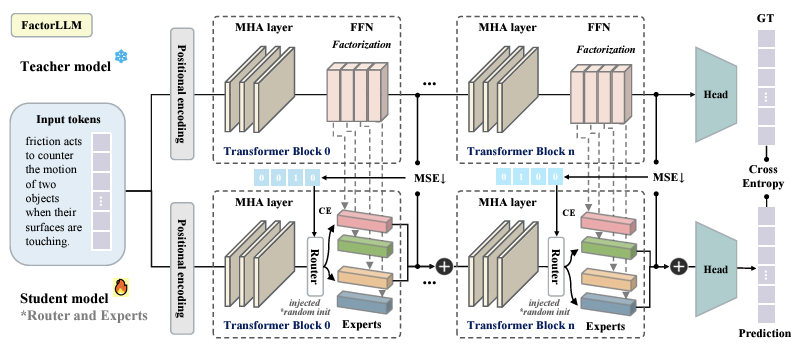 FactorLLM
Teacher model
Input tokens
friction acts
to counter
the motion
of two
objects
when their
surfaces are
touching.
Student model
*Router and Experts
Positional encoding
MHA layer
FFN
Factorization
Transformer Block 0
...
MHA layer
FFN
Factorization
Transformer Block n
Head
GT
Cross
Entropy
0 0 1 0
MSE↓
0 1 0 0
MSE↓
Positional encoding
MHA layer
CE
Router
injected
*random init
Transformer Block 0
Experts
...
MHA layer
CE
Router
injected
*random init
Transformer Block n
Experts
Head
Prediction